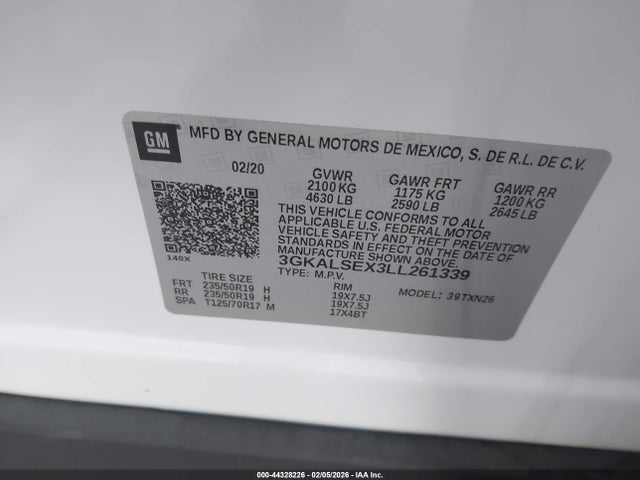 GM MFD BY GENERAL MOTORS DE MEXICO, S. DE R.L. DE C.V.
02/20 GVWR GAWR FRT GAWR RR
2100 KG 1175 KG 1200 KG
4630 LB 2590 LB 2645 LB
THIS VEHICLE CONFORMS TO ALL
APPLICABLE U.S. FEDERAL MOTOR
VEHICLE SAFETY AND THEFT PREVENTION
STANDARDS IN EFFECT ON THE DATE OF
MANUFACTURE SHOWN ABOVE.
140X 3GKALSEX3LL261339
TYPE: M.P.V.
TIRE SIZE RIM MODEL: 39TXN26
FRT 235/50R19 H 19X7.5J
RR 235/50R19 H 19X7.5J
SPA T125/70R17 M 17X4BT
000-44328226 - 02/05/2026 - IAA Inc.